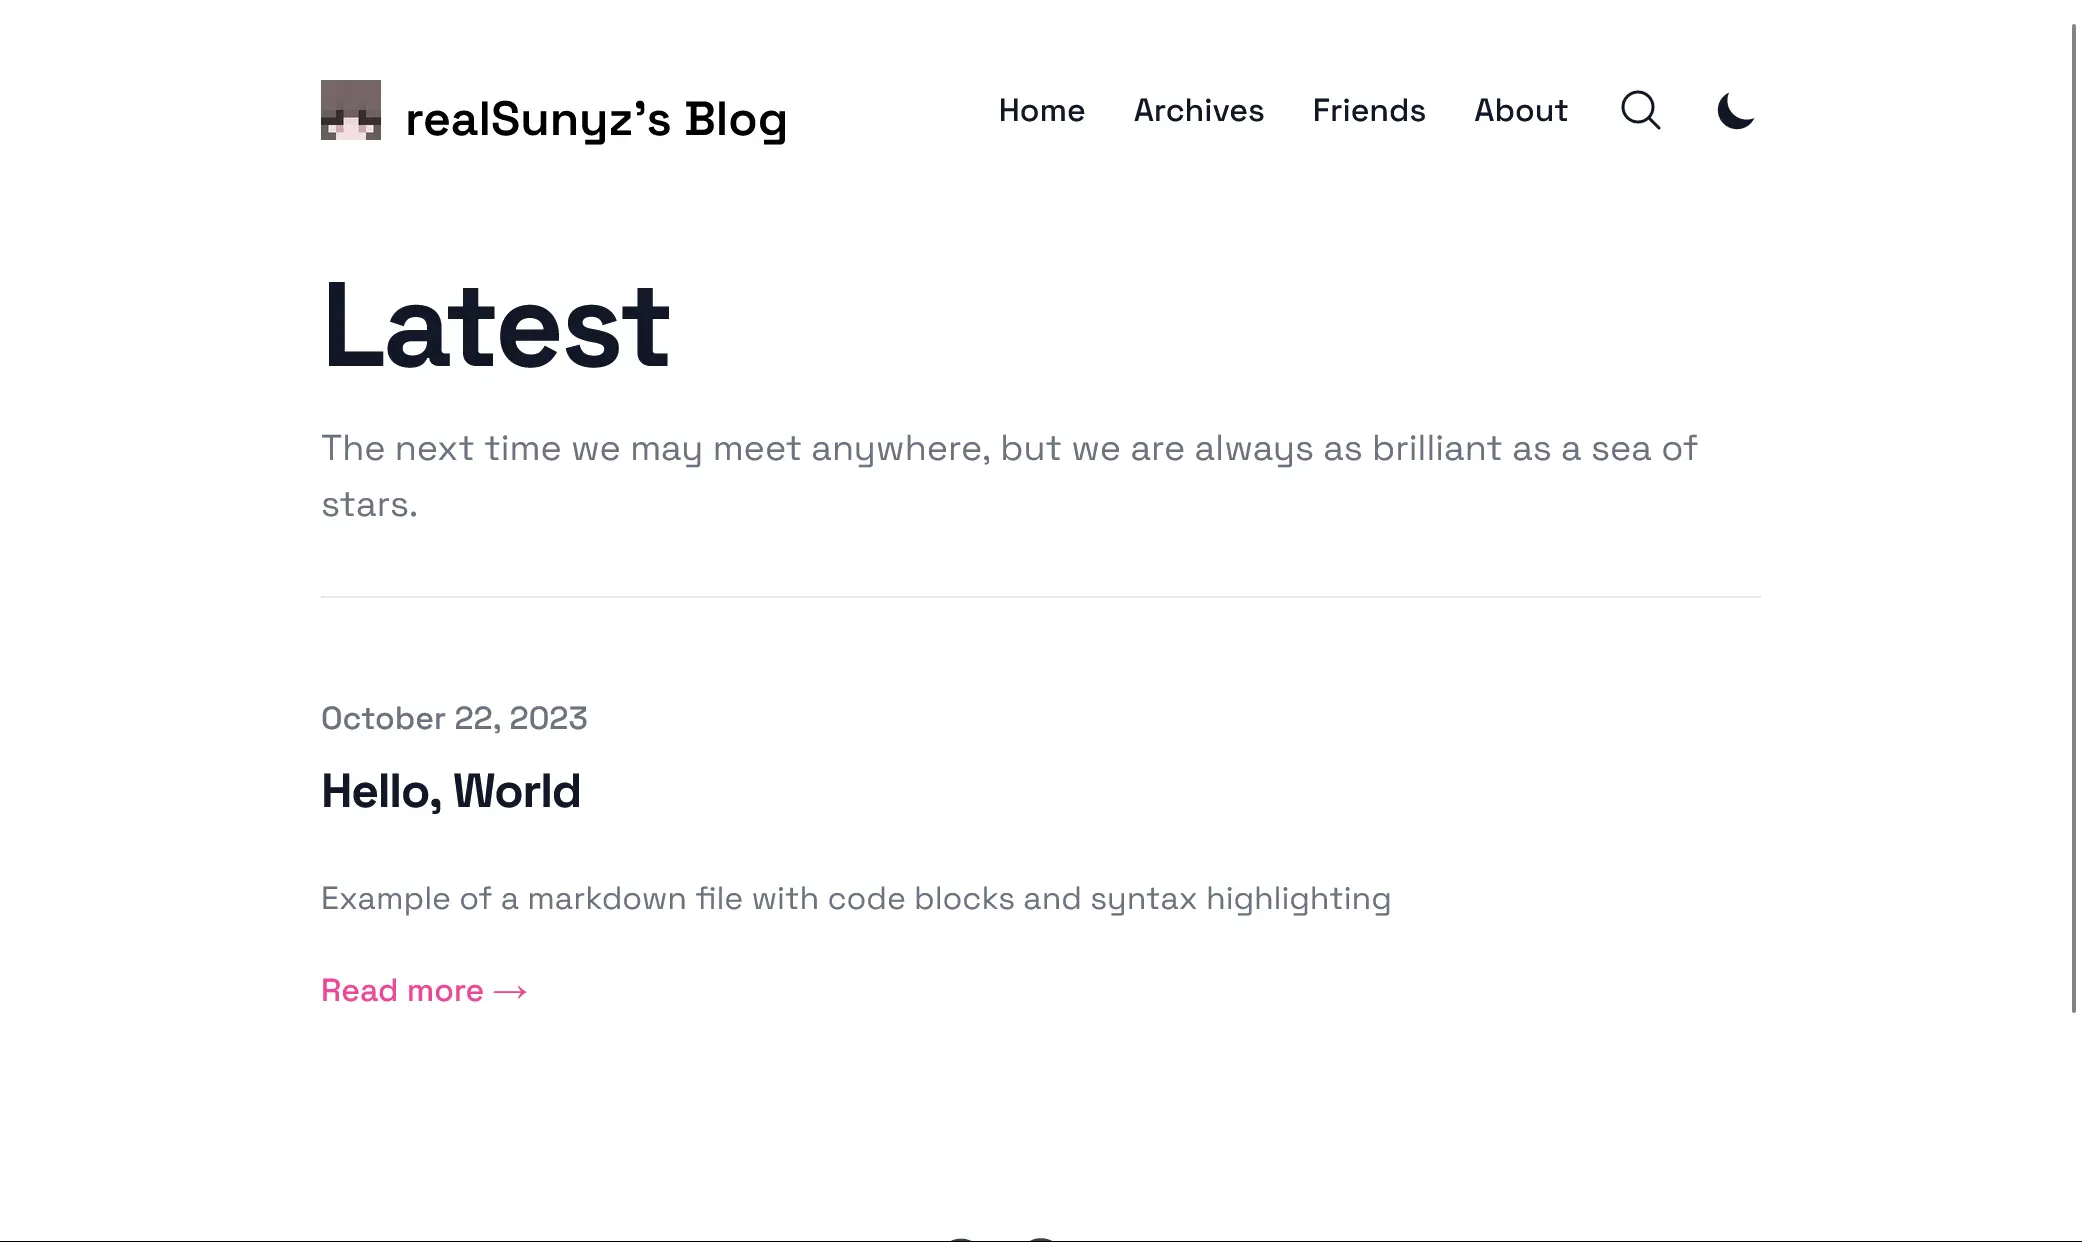 realSunyz's Blog
Home Archives Friends About
Latest
The next time we may meet anywhere, but we are always as brilliant as a sea of
stars.
October 22, 2023
Hello, World
Example of a markdown file with code blocks and syntax highlighting
Read more →